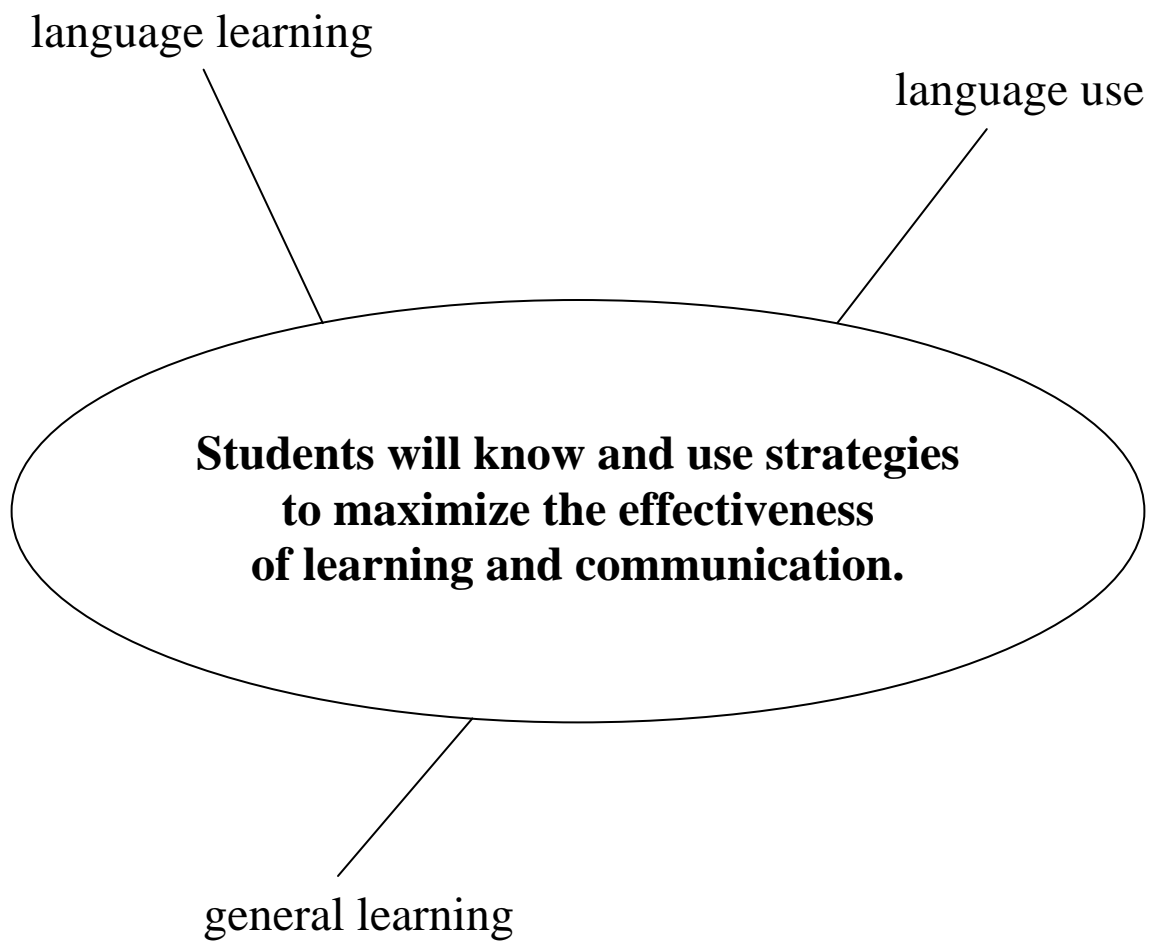 language learning
language use
Students will know and use strategies
to maximize the effectiveness
of learning and communication.
general learning